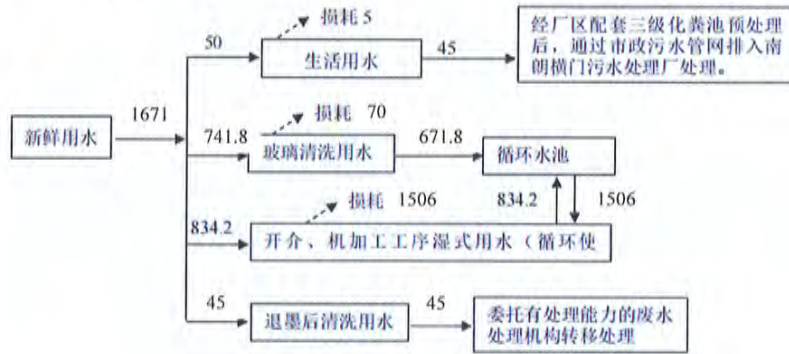 损耗 5
50
生活用水
45
经厂区配套三级化粪池预处理
后，通过市政污水管网排入南
朗横门污水处理厂处理。
新鲜用水
1671
损耗 70
741.8
玻璃清洗用水
671.8
循环水池
损耗 1506
834.2
1506
834.2
开介、机加工工序湿式用水（循环使
45
退墨后清洗用水
45
委托有处理能力的废水
处理机构转移处理